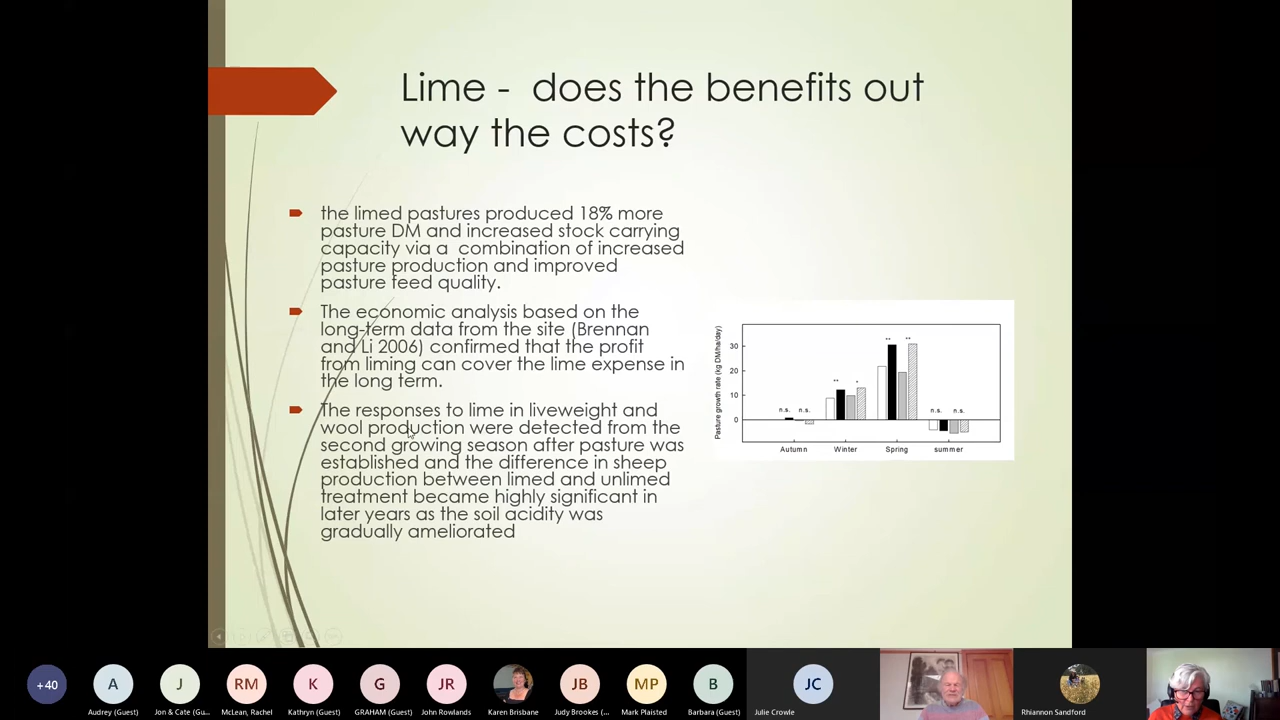 Lime - does the benefits out
way the costs?
the limed pastures produced 18% more
pasture DM and increased stock carrying
capacity via a combination of increased
pasture production and improved
pasture feed quality.
The economic analysis based on the
long-term data from the site (Brennan
and Li 2006) confirmed that the profit
from liming can cover the lime expense in
the long term.
The responses to lime in liveweight and
wool production were detected from the
second growing season after pasture was
established and the difference in sheep
production between limed and unlimed
treatment became highly significant in
later years as the soil acidity was
gradually ameliorated
Pasture growth rate (kg DM/ha/day)
30
20
10
0
n.s. n.s.
** *
** **
n.s. n.s.
Autumn Winter Spring summer
+40 A J RM K G JR JB MP B JC
Audrey (Guest) Jon & Cate (Gu... McLean, Rachel Kathryn (Guest) GRAHAM (Guest) John Rowlands Karen Brisbane Judy Brookes (... Mark Plaisted Barbara (Guest) Julie Crowle Rhiannon Sandford